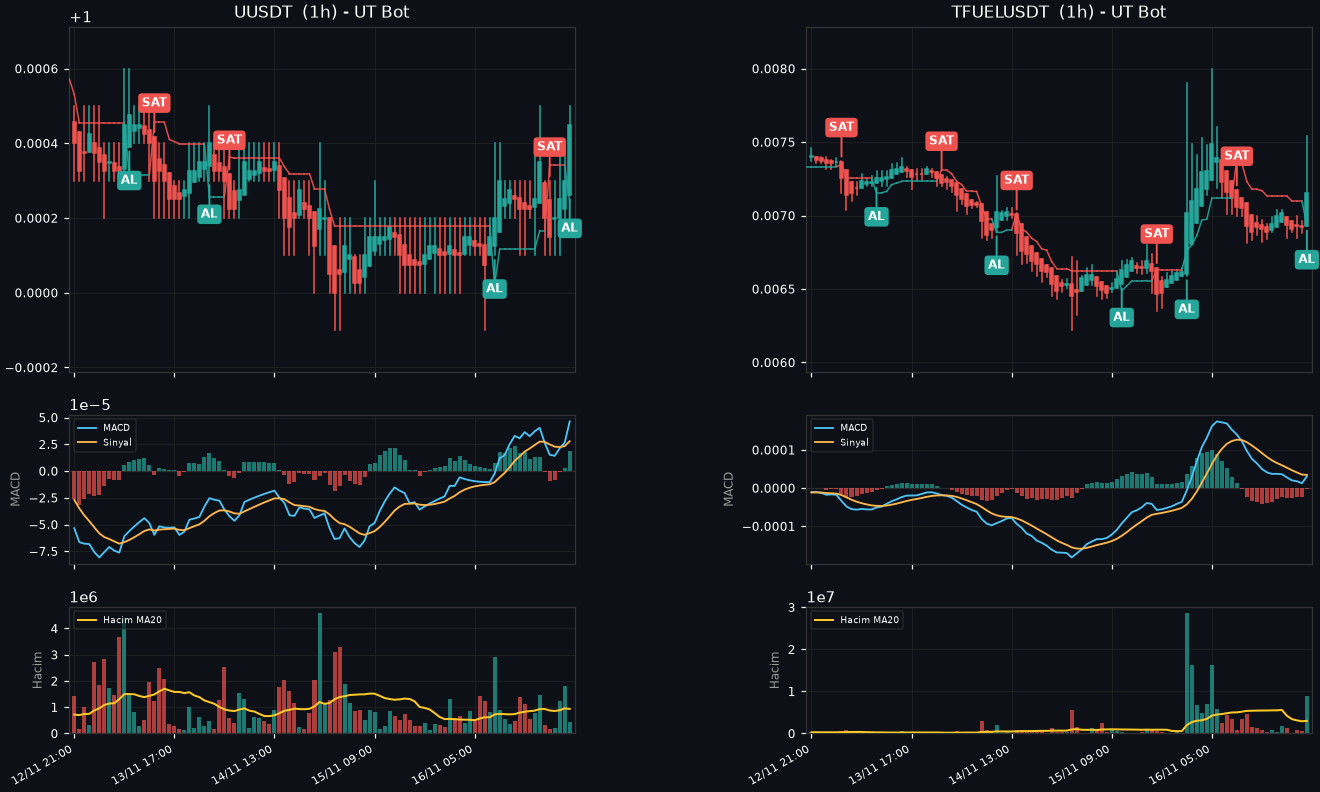 UUSDT (1h) - UT Bot
+1
0.0006
0.0004
0.0002
0.0000
−0.0002
SAT
AL
SAT
AL
AL
SAT
AL
1e−5
5.0
2.5
0.0
−2.5
−5.0
−7.5
MACD
MACD
Sinyal
1e6
4
3
2
1
0
Hacim
Hacim MA20
12/11 21:00
13/11 17:00
14/11 13:00
15/11 09:00
16/11 05:00
TFUELUSDT (1h) - UT Bot
0.0080
0.0075
0.0070
0.0065
0.0060
SAT
AL
SAT
AL
SAT
AL
SAT
AL
SAT
AL
0.0001
0.0000
−0.0001
MACD
MACD
Sinyal
1e7
3
2
1
0
Hacim
Hacim MA20
12/11 21:00
13/11 17:00
14/11 13:00
15/11 09:00
16/11 05:00